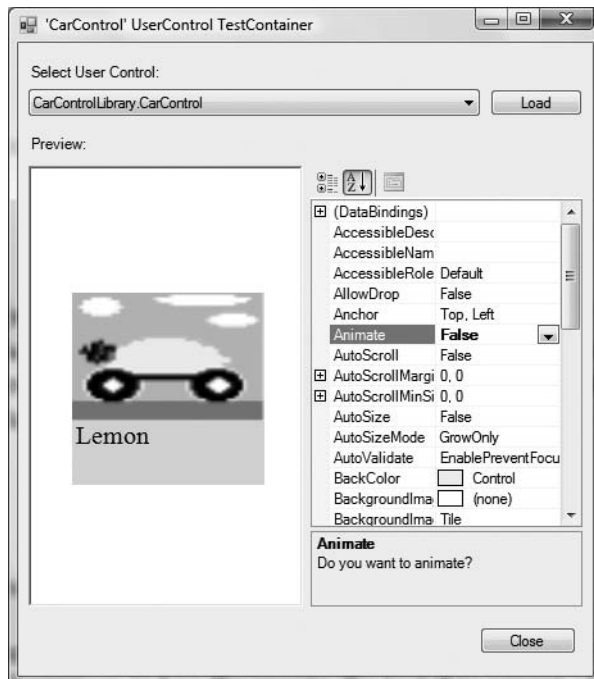 'CarControl' UserControl TestContainer
Select User Control:
CarControlLibrary.CarControl
Load
Preview:
(DataBindings)
AccessibleDesc
AccessibleNam
AccessibleRole Default
AllowDrop False
Anchor Top, Left
Animate False
AutoScroll False
AutoScrollMargi 0, 0
AutoScrollMinSi 0, 0
AutoSize False
AutoSizeMode GrowOnly
AutoValidate EnablePreventFocu
BackColor Control
BackgroundIma (none)
BackgroundIma Tile
Lemon
Animate
Do you want to animate?
Close